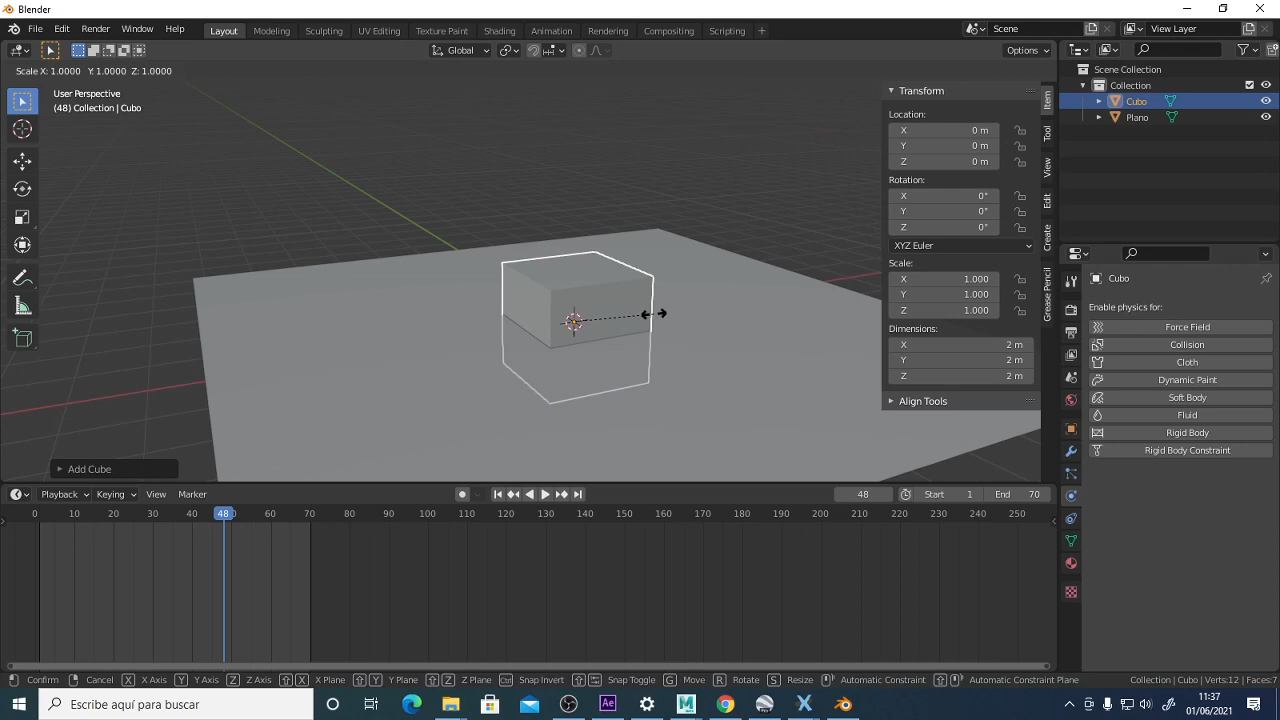 Blender
File Edit Render Window Help Layout Modeling Sculpting UV Editing Texture Paint Shading Animation Rendering Compositing Scripting + Scene View Layer
Global Options
Scale X: 1.0000 Y: 1.0000 Z: 1.0000
User Perspective
(48) Collection | Cubo
Transform
Location:
X 0 m
Y 0 m
Z 0 m
Rotation:
X 0°
Y 0°
Z 0°
XYZ Euler
Scale:
X 1.000
Y 1.000
Z 1.000
Dimensions:
X 2 m
Y 2 m
Z 2 m
Align Tools
Item
Tool
View
Edit
Create
Grease Pencil
Scene Collection
Collection
Cubo
Plano
Cubo
Enable physics for:
Force Field
Collision
Cloth
Dynamic Paint
Soft Body
Fluid
Rigid Body
Rigid Body Constraint
Add Cube
Playback Keying View Marker 48 Start 1 End 70
0 10 20 30 40 48 60 70 80 90 100 110 120 130 140 150 160 170 180 190 200 210 220 230 240 250
Confirm Cancel X X Axis Y Y Axis Z Z Axis X X Plane Y Y Plane Z Z Plane Snap Invert Snap Toggle G Move R Rotate S Resize Automatic Constraint Automatic Constraint Plane Collection | Cubo | Verts:12 | Faces:7
Escribe aquí para buscar
Ae
11:37
01/06/2021